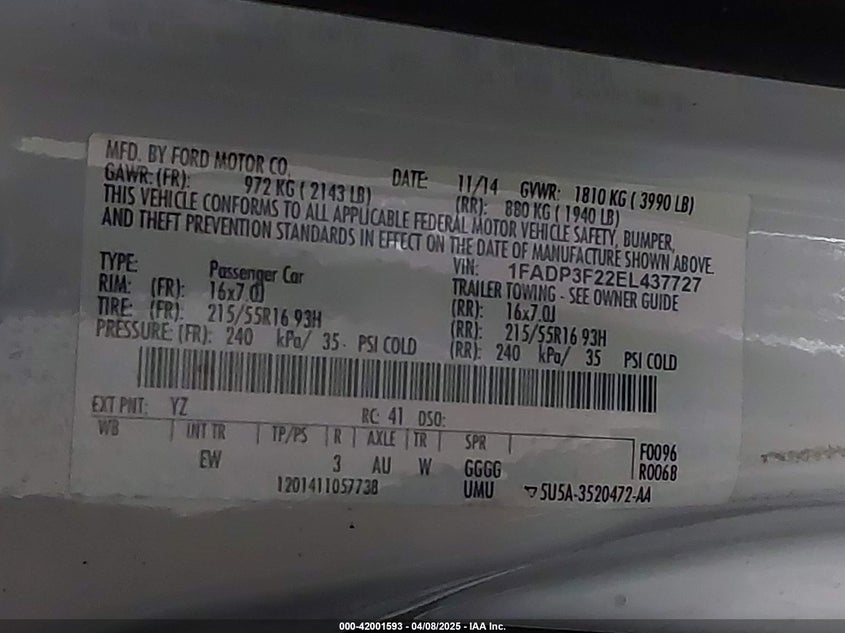 MFD. BY FORD MOTOR CO.
DATE: 11/14 GVWR: 1810 KG ( 3990 LB)
GAWR: (FR): 972 KG ( 2143 LB) (RR): 880 KG ( 1940 LB)
THIS VEHICLE CONFORMS TO ALL APPLICABLE FEDERAL MOTOR VEHICLE SAFETY, BUMPER,
AND THEFT PREVENTION STANDARDS IN EFFECT ON THE DATE OF MANUFACTURE SHOWN ABOVE.
VIN: 1FADP3F22EL437727
TYPE: Passenger Car TRAILER TOWING - SEE OWNER GUIDE
RIM: (FR): 16x7.0J (RR): 16x7.0J
TIRE: (FR): 215/55R16 93H (RR): 215/55R16 93H
PRESSURE: (FR): 240 kPa/ 35 PSI COLD (RR): 240 kPa/ 35 PSI COLD
EXT PNT: YZ RC: 41 DSO:
WB INT TR TP/PS R AXLE TR SPR F0096
EW 3 AU W GGGG R0068
1201411057738 UMU 5U5A-3520472-AA
000-42001593 - 04/08/2025 - IAA Inc.